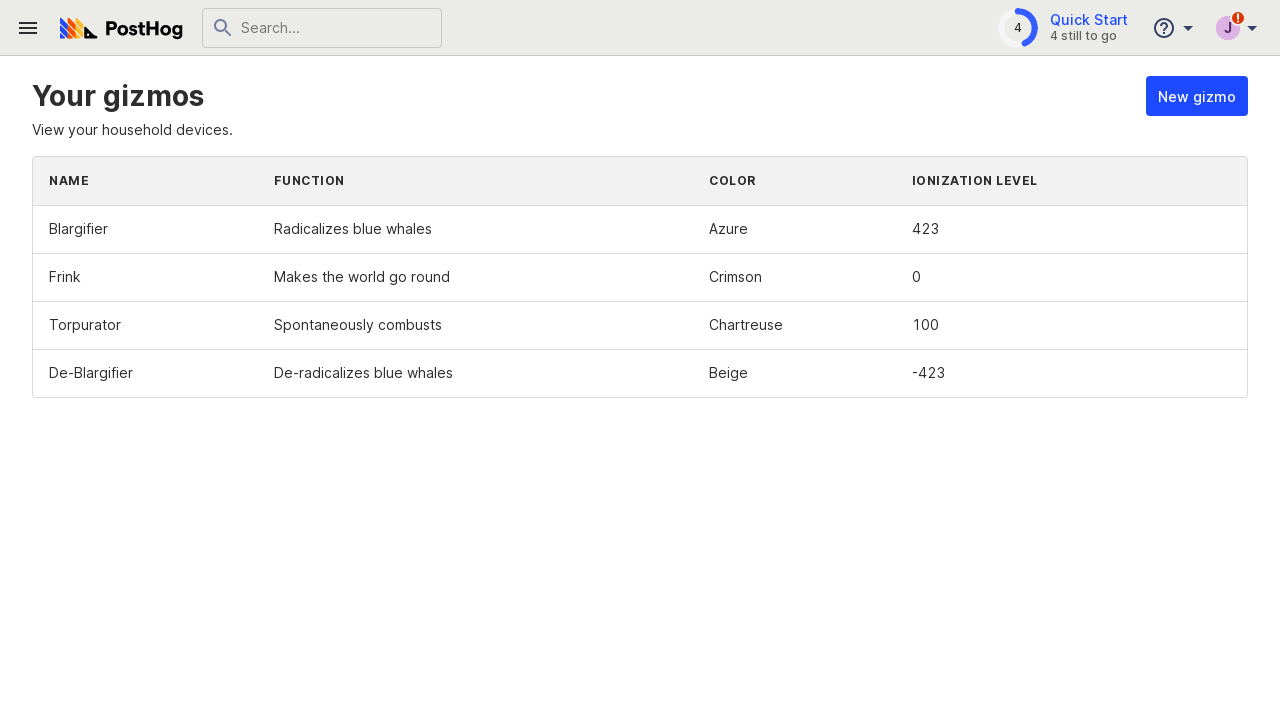 PostHog
Search...
4
Quick Start
4 still to go
J
!
Your gizmos
New gizmo
View your household devices.
NAME FUNCTION COLOR IONIZATION LEVEL
Blargifier Radicalizes blue whales Azure 423
Frink Makes the world go round Crimson 0
Torpurator Spontaneously combusts Chartreuse 100
De-Blargifier De-radicalizes blue whales Beige -423